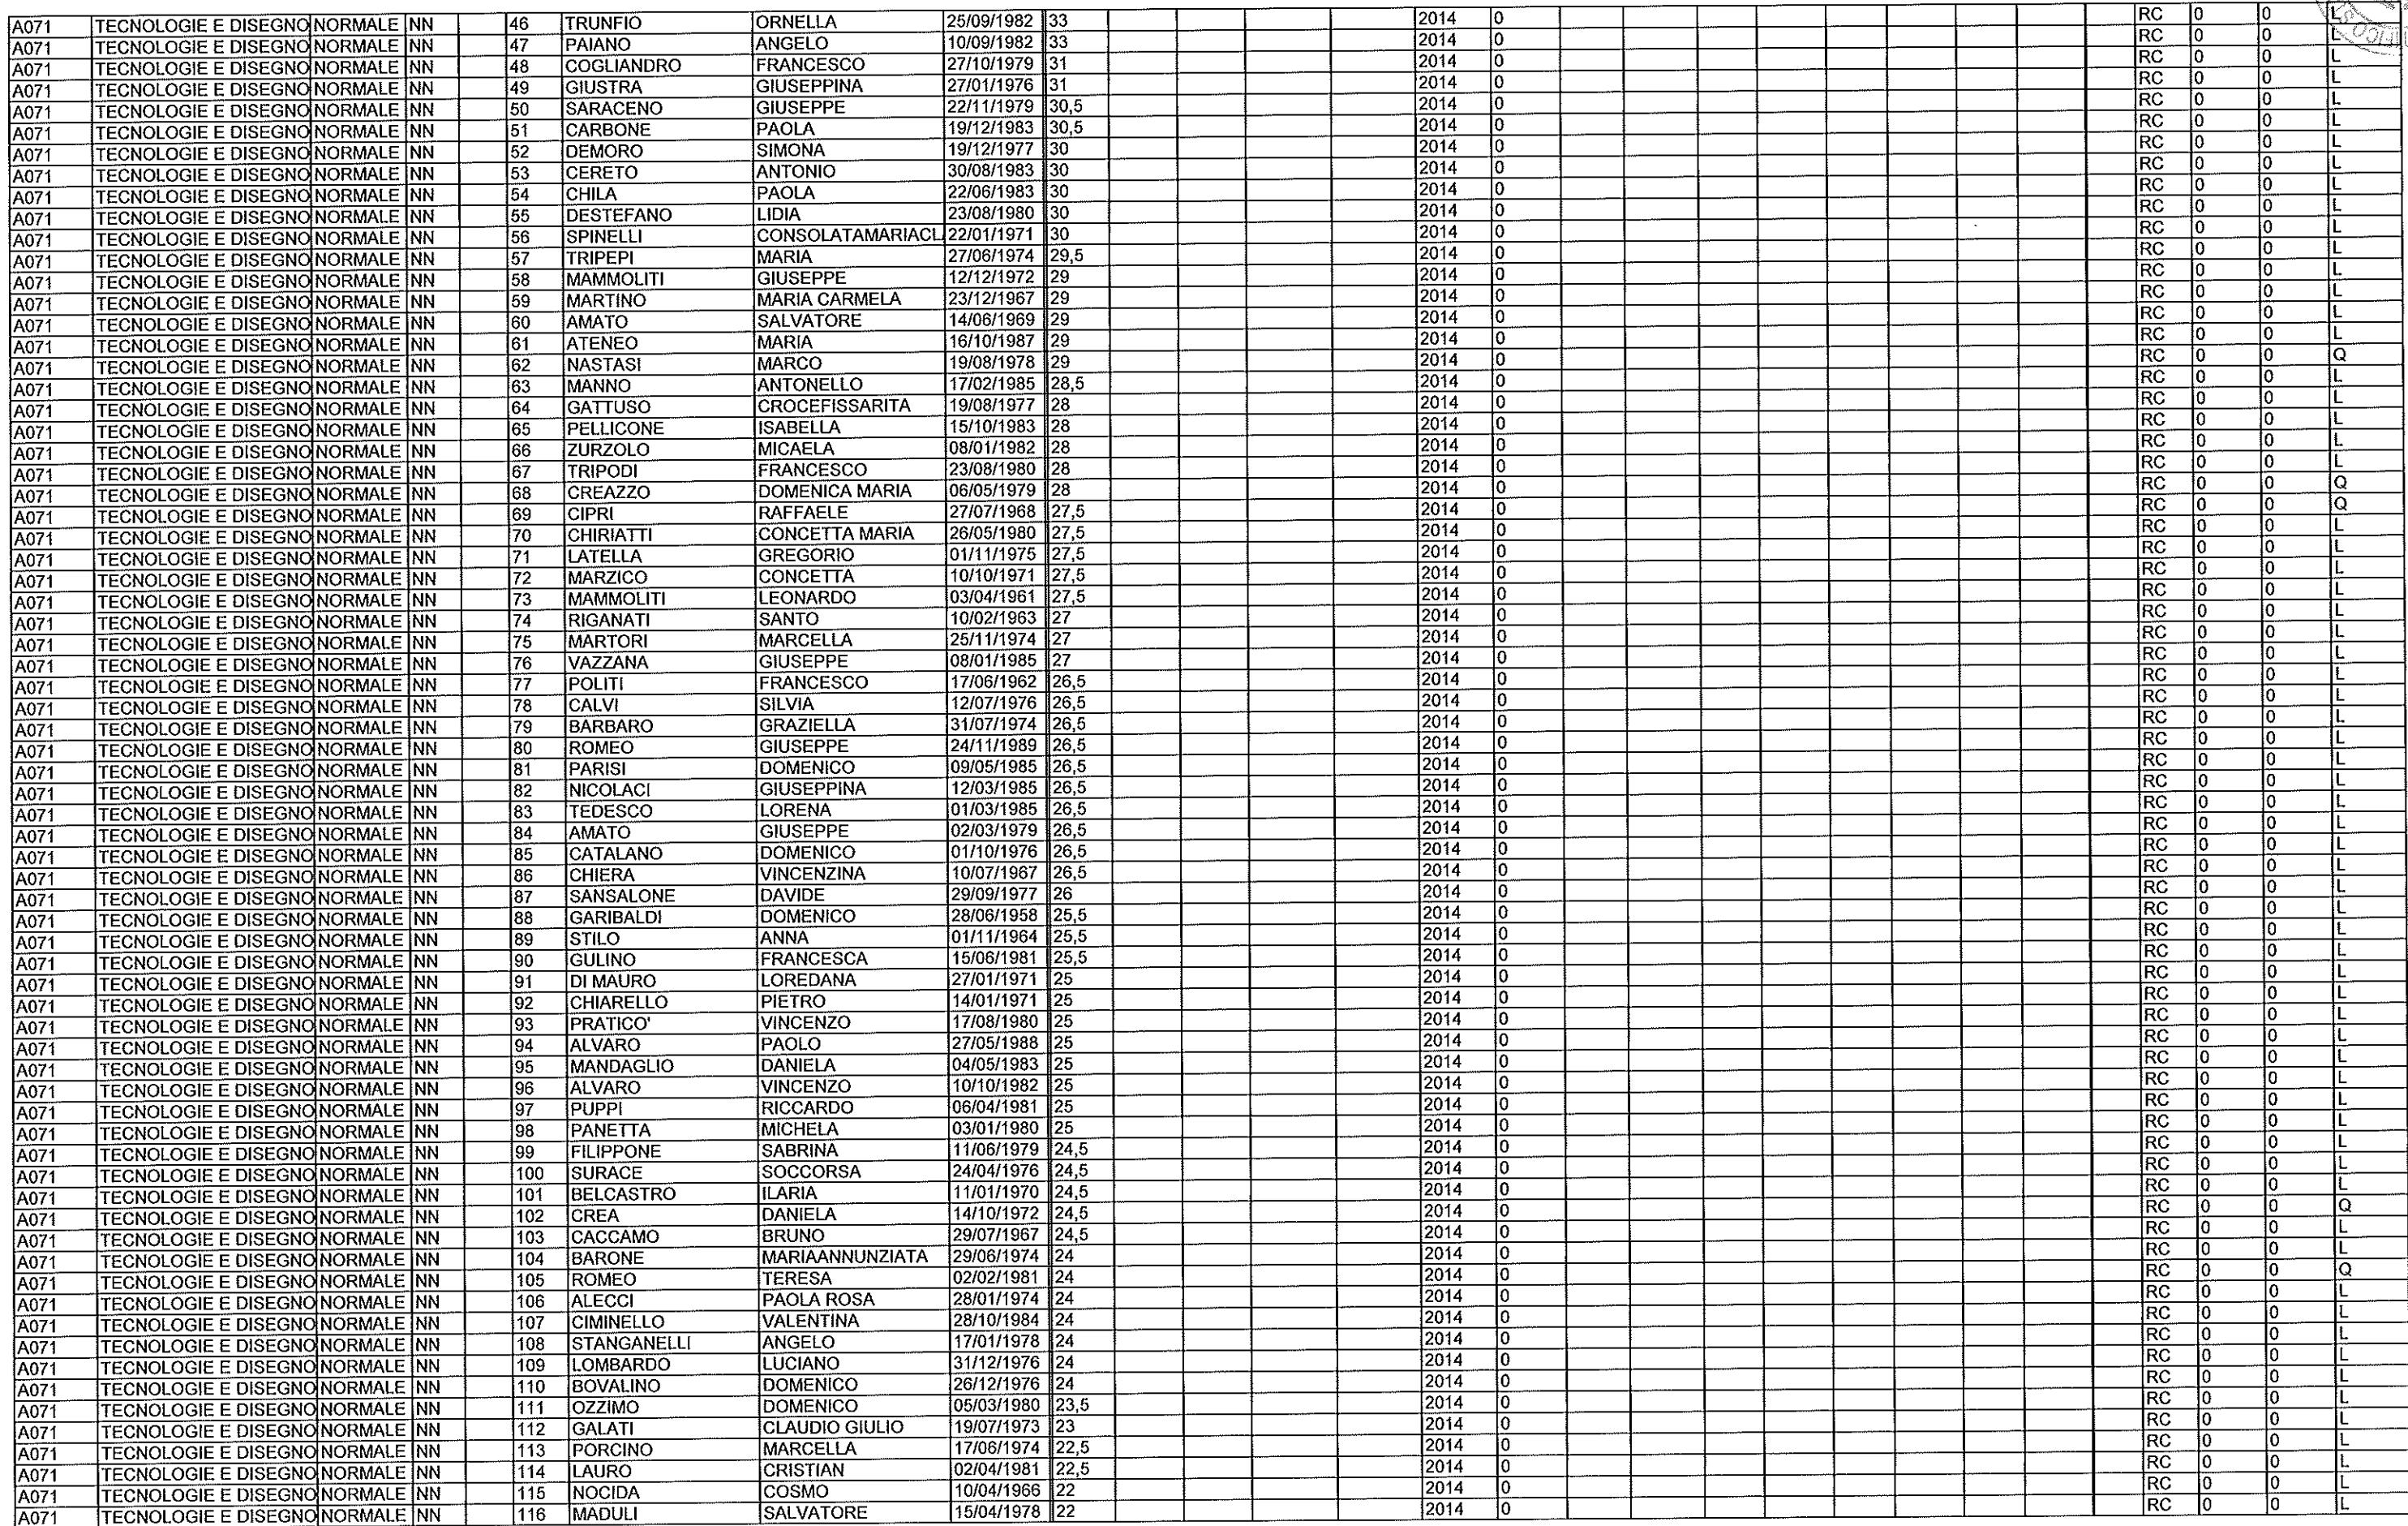 A071 TECNOLOGIE E DISEGNO NORMALE NN 46 TRUNFIO ORNELLA 25/09/1982 33 2014 0 RC 0 0 L
A071 TECNOLOGIE E DISEGNO NORMALE NN 47 PAIANO ANGELO 10/09/1982 33 2014 0 RC 0 0 L
A071 TECNOLOGIE E DISEGNO NORMALE NN 48 COGLIANDRO FRANCESCO 27/10/1979 31 2014 0 RC 0 0 L
A071 TECNOLOGIE E DISEGNO NORMALE NN 49 GIUSTRA GIUSEPPINA 27/01/1976 31 2014 0 RC 0 0 L
A071 TECNOLOGIE E DISEGNO NORMALE NN 50 SARACENO GIUSEPPE 22/11/1979 30,5 2014 0 RC 0 0 L
A071 TECNOLOGIE E DISEGNO NORMALE NN 51 CARBONE PAOLA 19/12/1983 30,5 2014 0 RC 0 0 L
A071 TECNOLOGIE E DISEGNO NORMALE NN 52 DEMORO SIMONA 19/12/1977 30 2014 0 RC 0 0 L
A071 TECNOLOGIE E DISEGNO NORMALE NN 53 CERETO ANTONIO 30/08/1983 30 2014 0 RC 0 0 L
A071 TECNOLOGIE E DISEGNO NORMALE NN 54 CHILA PAOLA 22/06/1983 30 2014 0 RC 0 0 L
A071 TECNOLOGIE E DISEGNO NORMALE NN 55 DESTEFANO LIDIA 23/08/1980 30 2014 0 RC 0 0 L
A071 TECNOLOGIE E DISEGNO NORMALE NN 56 SPINELLI CONSOLATAMARIACL 22/01/1971 30 2014 0 RC 0 0 L
A071 TECNOLOGIE E DISEGNO NORMALE NN 57 TRIPEPI MARIA 27/06/1974 29,5 2014 0 RC 0 0 L
A071 TECNOLOGIE E DISEGNO NORMALE NN 58 MAMMOLITI GIUSEPPE 12/12/1972 29 2014 0 RC 0 0 L
A071 TECNOLOGIE E DISEGNO NORMALE NN 59 MARTINO MARIA CARMELA 23/12/1967 29 2014 0 RC 0 0 L
A071 TECNOLOGIE E DISEGNO NORMALE NN 60 AMATO SALVATORE 14/06/1969 29 2014 0 RC 0 0 L
A071 TECNOLOGIE E DISEGNO NORMALE NN 61 ATENEO MARIA 16/10/1987 29 2014 0 RC 0 0 L
A071 TECNOLOGIE E DISEGNO NORMALE NN 62 NASTASI MARCO 19/08/1978 29 2014 0 RC 0 0 Q
A071 TECNOLOGIE E DISEGNO NORMALE NN 63 MANNO ANTONELLO 17/02/1985 28,5 2014 0 RC 0 0 L
A071 TECNOLOGIE E DISEGNO NORMALE NN 64 GATTUSO CROCEFISSARITA 19/08/1977 28 2014 0 RC 0 0 L
A071 TECNOLOGIE E DISEGNO NORMALE NN 65 PELLICONE ISABELLA 15/10/1983 28 2014 0 RC 0 0 L
A071 TECNOLOGIE E DISEGNO NORMALE NN 66 ZURZOLO MICAELA 08/01/1982 28 2014 0 RC 0 0 L
A071 TECNOLOGIE E DISEGNO NORMALE NN 67 TRIPODI FRANCESCO 23/08/1980 28 2014 0 RC 0 0 L
A071 TECNOLOGIE E DISEGNO NORMALE NN 68 CREAZZO DOMENICA MARIA 06/05/1979 28 2014 0 RC 0 0 Q
A071 TECNOLOGIE E DISEGNO NORMALE NN 69 CIPRI RAFFAELE 27/07/1968 27,5 2014 0 RC 0 0 Q
A071 TECNOLOGIE E DISEGNO NORMALE NN 70 CHIRIATTI CONCETTA MARIA 26/05/1980 27,5 2014 0 RC 0 0 L
A071 TECNOLOGIE E DISEGNO NORMALE NN 71 LATELLA GREGORIO 01/11/1975 27,5 2014 0 RC 0 0 L
A071 TECNOLOGIE E DISEGNO NORMALE NN 72 MARZICO CONCETTA 10/10/1971 27,5 2014 0 RC 0 0 L
A071 TECNOLOGIE E DISEGNO NORMALE NN 73 MAMMOLITI LEONARDO 03/04/1961 27,5 2014 0 RC 0 0 L
A071 TECNOLOGIE E DISEGNO NORMALE NN 74 RIGANATI SANTO 10/02/1963 27 2014 0 RC 0 0 L
A071 TECNOLOGIE E DISEGNO NORMALE NN 75 MARTORI MARCELLA 25/11/1974 27 2014 0 RC 0 0 L
A071 TECNOLOGIE E DISEGNO NORMALE NN 76 VAZZANA GIUSEPPE 08/01/1985 27 2014 0 RC 0 0 L
A071 TECNOLOGIE E DISEGNO NORMALE NN 77 POLITI FRANCESCO 17/06/1962 26,5 2014 0 RC 0 0 L
A071 TECNOLOGIE E DISEGNO NORMALE NN 78 CALVI SILVIA 12/07/1976 26,5 2014 0 RC 0 0 L
A071 TECNOLOGIE E DISEGNO NORMALE NN 79 BARBARO GRAZIELLA 31/07/1974 26,5 2014 0 RC 0 0 L
A071 TECNOLOGIE E DISEGNO NORMALE NN 80 ROMEO GIUSEPPE 24/11/1989 26,5 2014 0 RC 0 0 L
A071 TECNOLOGIE E DISEGNO NORMALE NN 81 PARISI DOMENICO 09/05/1985 26,5 2014 0 RC 0 0 L
A071 TECNOLOGIE E DISEGNO NORMALE NN 82 NICOLACI GIUSEPPINA 12/03/1985 26,5 2014 0 RC 0 0 L
A071 TECNOLOGIE E DISEGNO NORMALE NN 83 TEDESCO LORENA 01/03/1985 26,5 2014 0 RC 0 0 L
A071 TECNOLOGIE E DISEGNO NORMALE NN 84 AMATO GIUSEPPE 02/03/1979 26,5 2014 0 RC 0 0 L
A071 TECNOLOGIE E DISEGNO NORMALE NN 85 CATALANO DOMENICO 01/10/1976 26,5 2014 0 RC 0 0 L
A071 TECNOLOGIE E DISEGNO NORMALE NN 86 CHIERA VINCENZINA 10/07/1967 26,5 2014 0 RC 0 0 L
A071 TECNOLOGIE E DISEGNO NORMALE NN 87 SANSALONE DAVIDE 29/09/1977 26 2014 0 RC 0 0 L
A071 TECNOLOGIE E DISEGNO NORMALE NN 88 GARIBALDI DOMENICO 28/06/1958 25,5 2014 0 RC 0 0 L
A071 TECNOLOGIE E DISEGNO NORMALE NN 89 STILO ANNA 01/11/1964 25,5 2014 0 RC 0 0 L
A071 TECNOLOGIE E DISEGNO NORMALE NN 90 GULINO FRANCESCA 15/06/1981 25,5 2014 0 RC 0 0 L
A071 TECNOLOGIE E DISEGNO NORMALE NN 91 DI MAURO LOREDANA 27/01/1971 25 2014 0 RC 0 0 L
A071 TECNOLOGIE E DISEGNO NORMALE NN 92 CHIARELLO PIETRO 14/01/1971 25 2014 0 RC 0 0 L
A071 TECNOLOGIE E DISEGNO NORMALE NN 93 PRATICO' VINCENZO 17/08/1980 25 2014 0 RC 0 0 L
A071 TECNOLOGIE E DISEGNO NORMALE NN 94 ALVARO PAOLO 27/05/1988 25 2014 0 RC 0 0 L
A071 TECNOLOGIE E DISEGNO NORMALE NN 95 MANDAGLIO DANIELA 04/05/1983 25 2014 0 RC 0 0 L
A071 TECNOLOGIE E DISEGNO NORMALE NN 96 ALVARO VINCENZO 10/10/1982 25 2014 0 RC 0 0 L
A071 TECNOLOGIE E DISEGNO NORMALE NN 97 PUPPI RICCARDO 06/04/1981 25 2014 0 RC 0 0 L
A071 TECNOLOGIE E DISEGNO NORMALE NN 98 PANETTA MICHELA 03/01/1980 25 2014 0 RC 0 0 L
A071 TECNOLOGIE E DISEGNO NORMALE NN 99 FILIPPONE SABRINA 11/06/1979 24,5 2014 0 RC 0 0 L
A071 TECNOLOGIE E DISEGNO NORMALE NN 100 SURACE SOCCORSA 24/04/1976 24,5 2014 0 RC 0 0 L
A071 TECNOLOGIE E DISEGNO NORMALE NN 101 BELCASTRO ILARIA 11/01/1970 24,5 2014 0 RC 0 0 L
A071 TECNOLOGIE E DISEGNO NORMALE NN 102 CREA DANIELA 14/10/1972 24,5 2014 0 RC 0 0 Q
A071 TECNOLOGIE E DISEGNO NORMALE NN 103 CACCAMO BRUNO 29/07/1967 24,5 2014 0 RC 0 0 L
A071 TECNOLOGIE E DISEGNO NORMALE NN 104 BARONE MARIAANNUNZIATA 29/06/1974 24 2014 0 RC 0 0 L
A071 TECNOLOGIE E DISEGNO NORMALE NN 105 ROMEO TERESA 02/02/1981 24 2014 0 RC 0 0 Q
A071 TECNOLOGIE E DISEGNO NORMALE NN 106 ALECCI PAOLA ROSA 28/01/1974 24 2014 0 RC 0 0 L
A071 TECNOLOGIE E DISEGNO NORMALE NN 107 CIMINELLO VALENTINA 28/10/1984 24 2014 0 RC 0 0 L
A071 TECNOLOGIE E DISEGNO NORMALE NN 108 STANGANELLI ANGELO 17/01/1978 24 2014 0 RC 0 0 L
A071 TECNOLOGIE E DISEGNO NORMALE NN 109 LOMBARDO LUCIANO 31/12/1976 24 2014 0 RC 0 0 L
A071 TECNOLOGIE E DISEGNO NORMALE NN 110 BOVALINO DOMENICO 26/12/1976 24 2014 0 RC 0 0 L
A071 TECNOLOGIE E DISEGNO NORMALE NN 111 OZZIMO DOMENICO 05/03/1980 23,5 2014 0 RC 0 0 L
A071 TECNOLOGIE E DISEGNO NORMALE NN 112 GALATI CLAUDIO GIULIO 19/07/1973 23 2014 0 RC 0 0 L
A071 TECNOLOGIE E DISEGNO NORMALE NN 113 PORCINO MARCELLA 17/06/1974 22,5 2014 0 RC 0 0 L
A071 TECNOLOGIE E DISEGNO NORMALE NN 114 LAURO CRISTIAN 02/04/1981 22,5 2014 0 RC 0 0 L
A071 TECNOLOGIE E DISEGNO NORMALE NN 115 NOCIDA COSMO 10/04/1966 22 2014 0 RC 0 0 L
A071 TECNOLOGIE E DISEGNO NORMALE NN 116 MADULI SALVATORE 15/04/1978 22 2014 0 RC 0 0 L